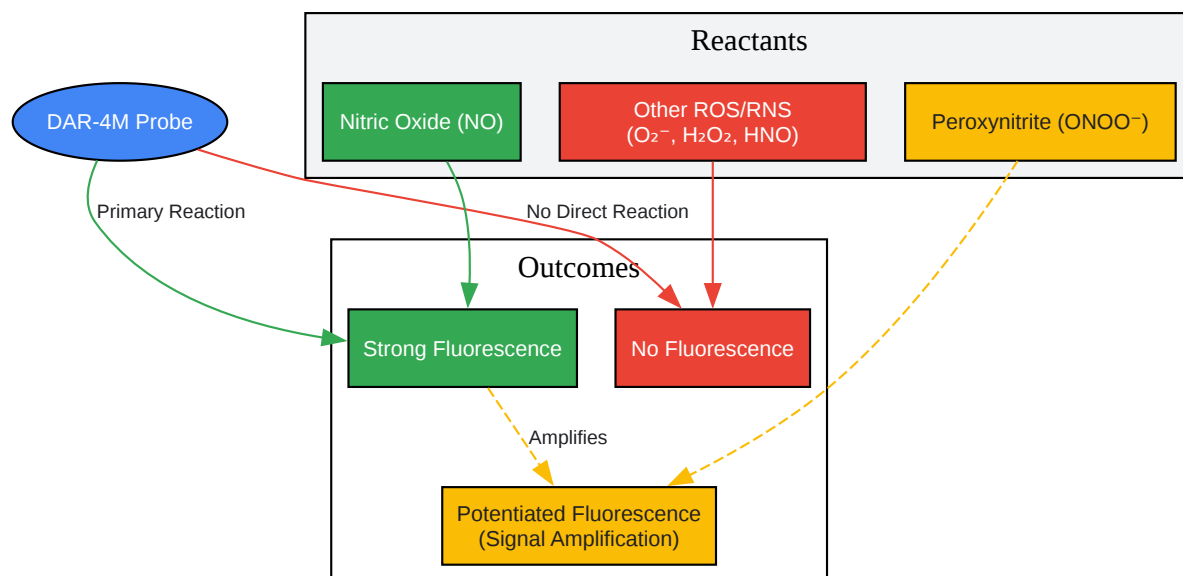 Reactants
DAR-4M Probe
Nitric Oxide (NO)
Other ROS/RNS
(O₂⁻, H₂O₂, HNO)
Peroxynitrite (ONOO⁻)
Primary Reaction
No Direct Reaction
Outcomes
Strong Fluorescence
No Fluorescence
Amplifies
Potentiated Fluorescence
(Signal Amplification)